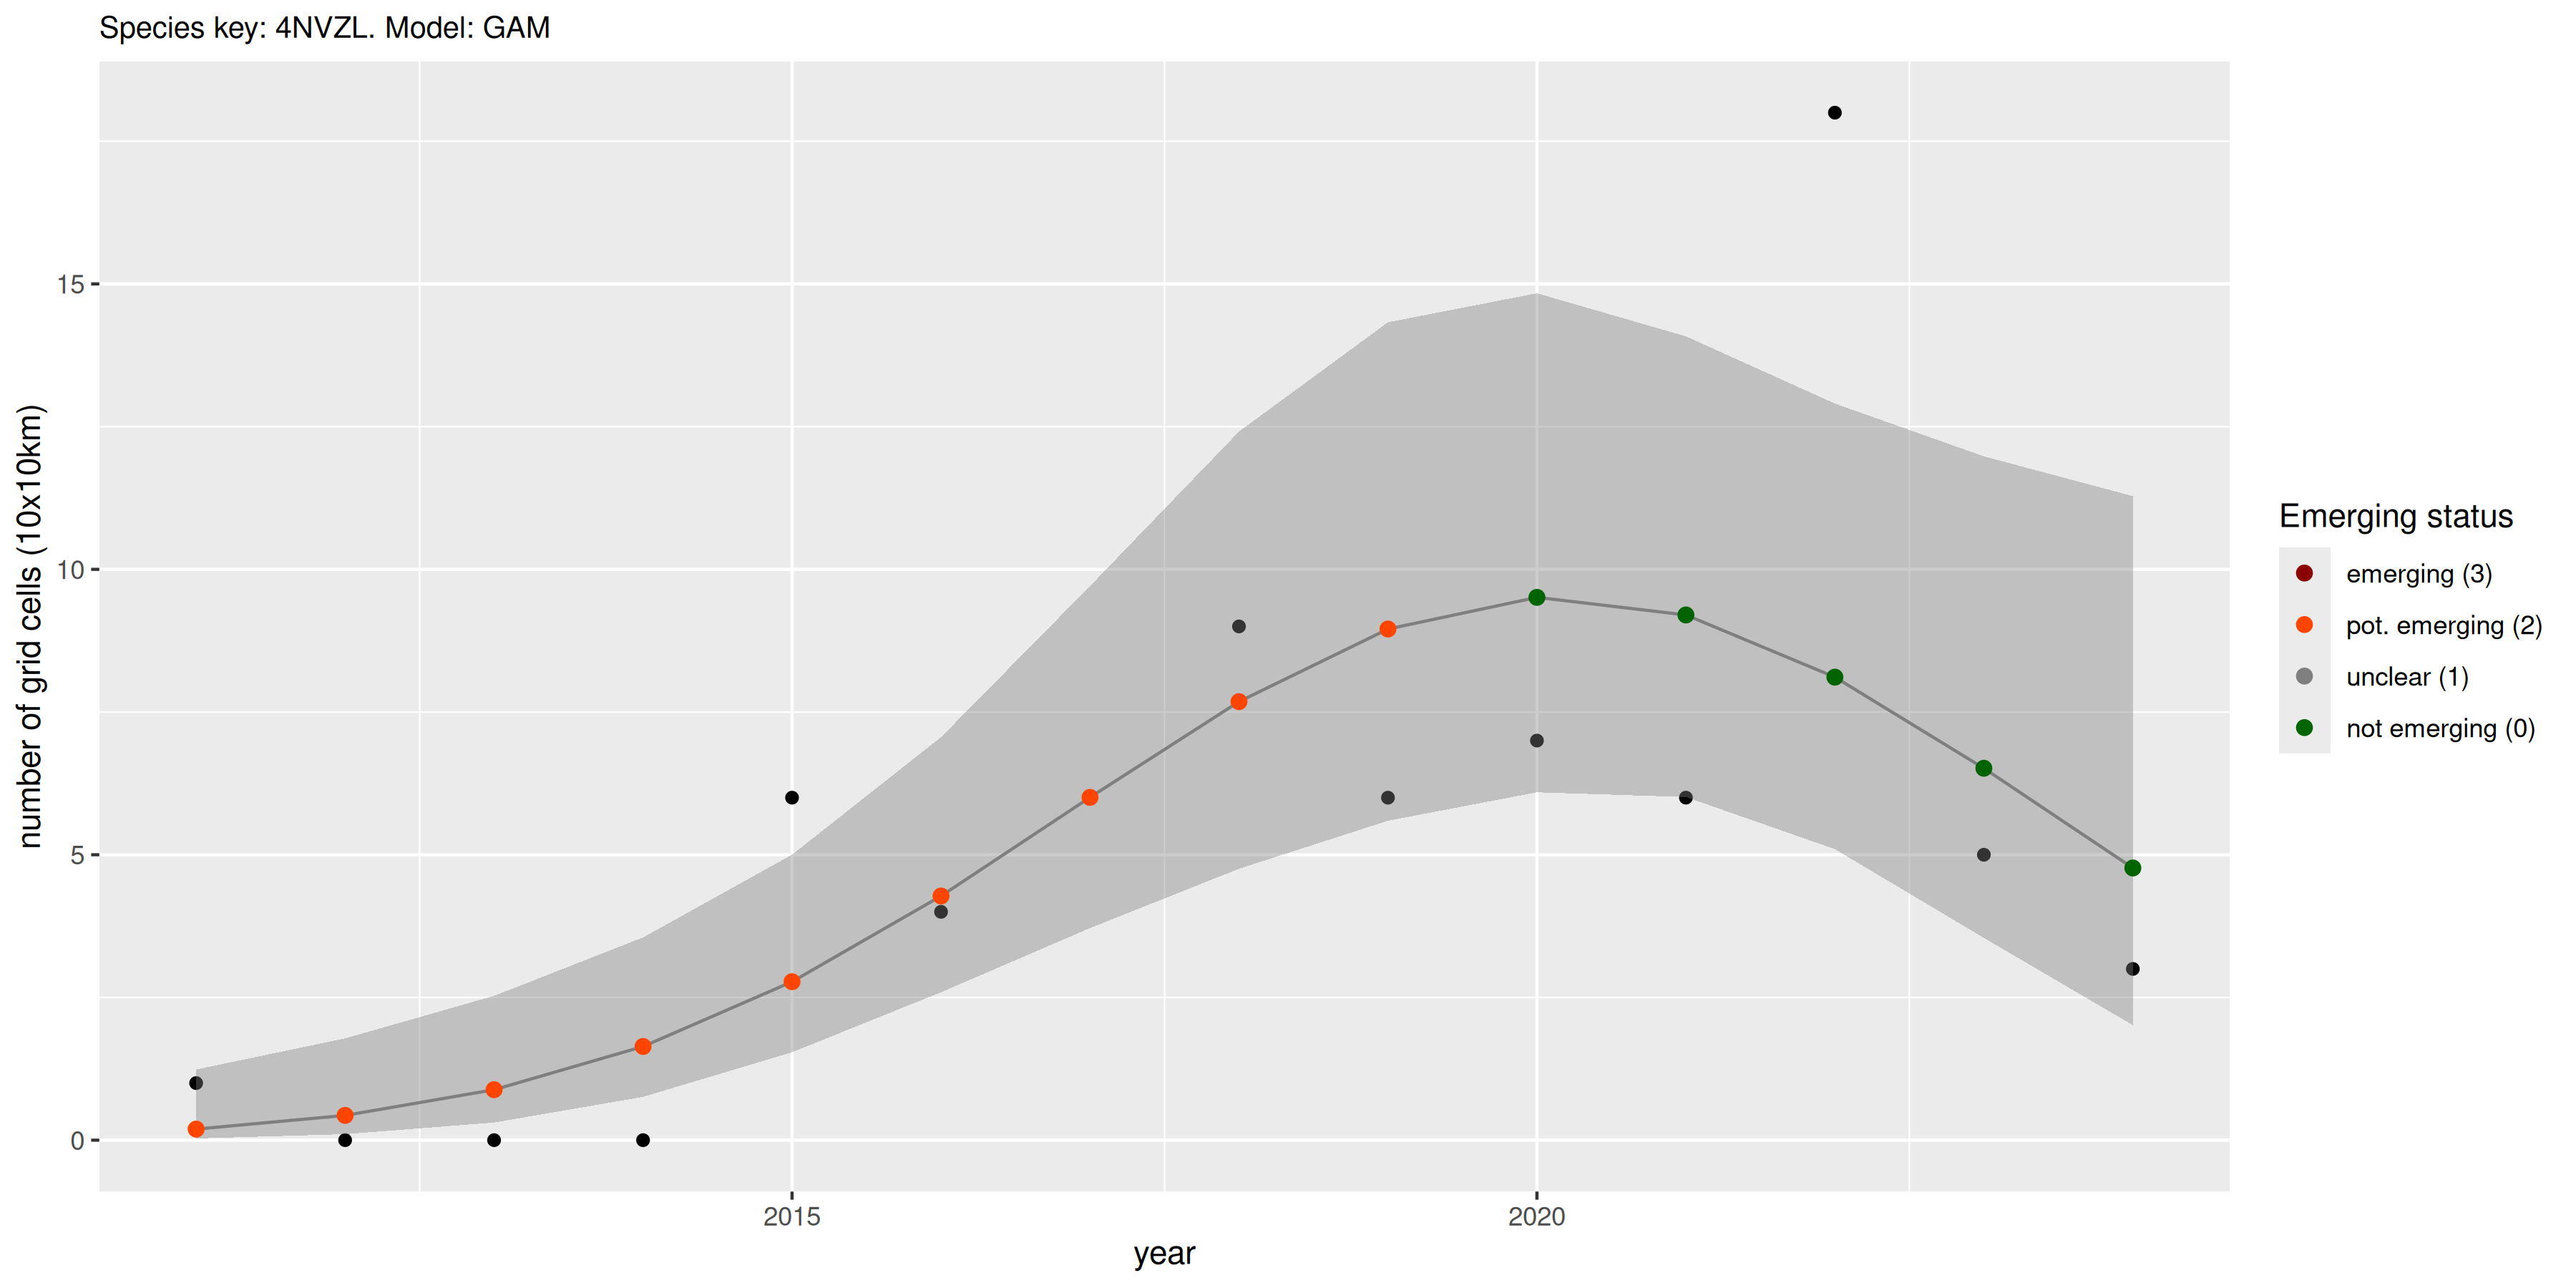 Species key: 4NVZL. Model: GAM
number of grid cells (10x10km)
15
10
5
0
2015
2020
year
Emerging status
emerging (3)
pot. emerging (2)
unclear (1)
not emerging (0)